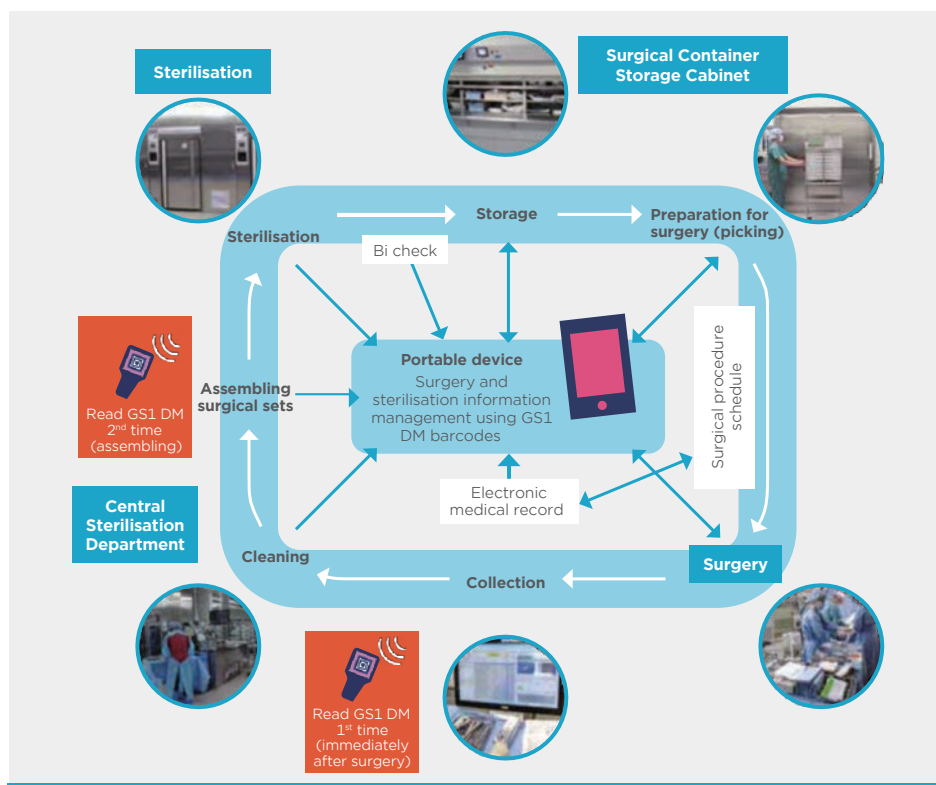 Sterilisation
Surgical Container
Storage Cabinet
Sterilisation
Storage
Preparation for
surgery (picking)
Bi check
Surgical procedure
schedule
Portable device
Surgery and
sterilisation information
management using GS1
DM barcodes
Assembling
surgical sets
Read GS1 DM
2nd time
(assembling)
Electronic
medical record
Central
Sterilisation
Department
Cleaning
Collection
Surgery
Read GS1 DM
1st time
(immediately
after surgery)